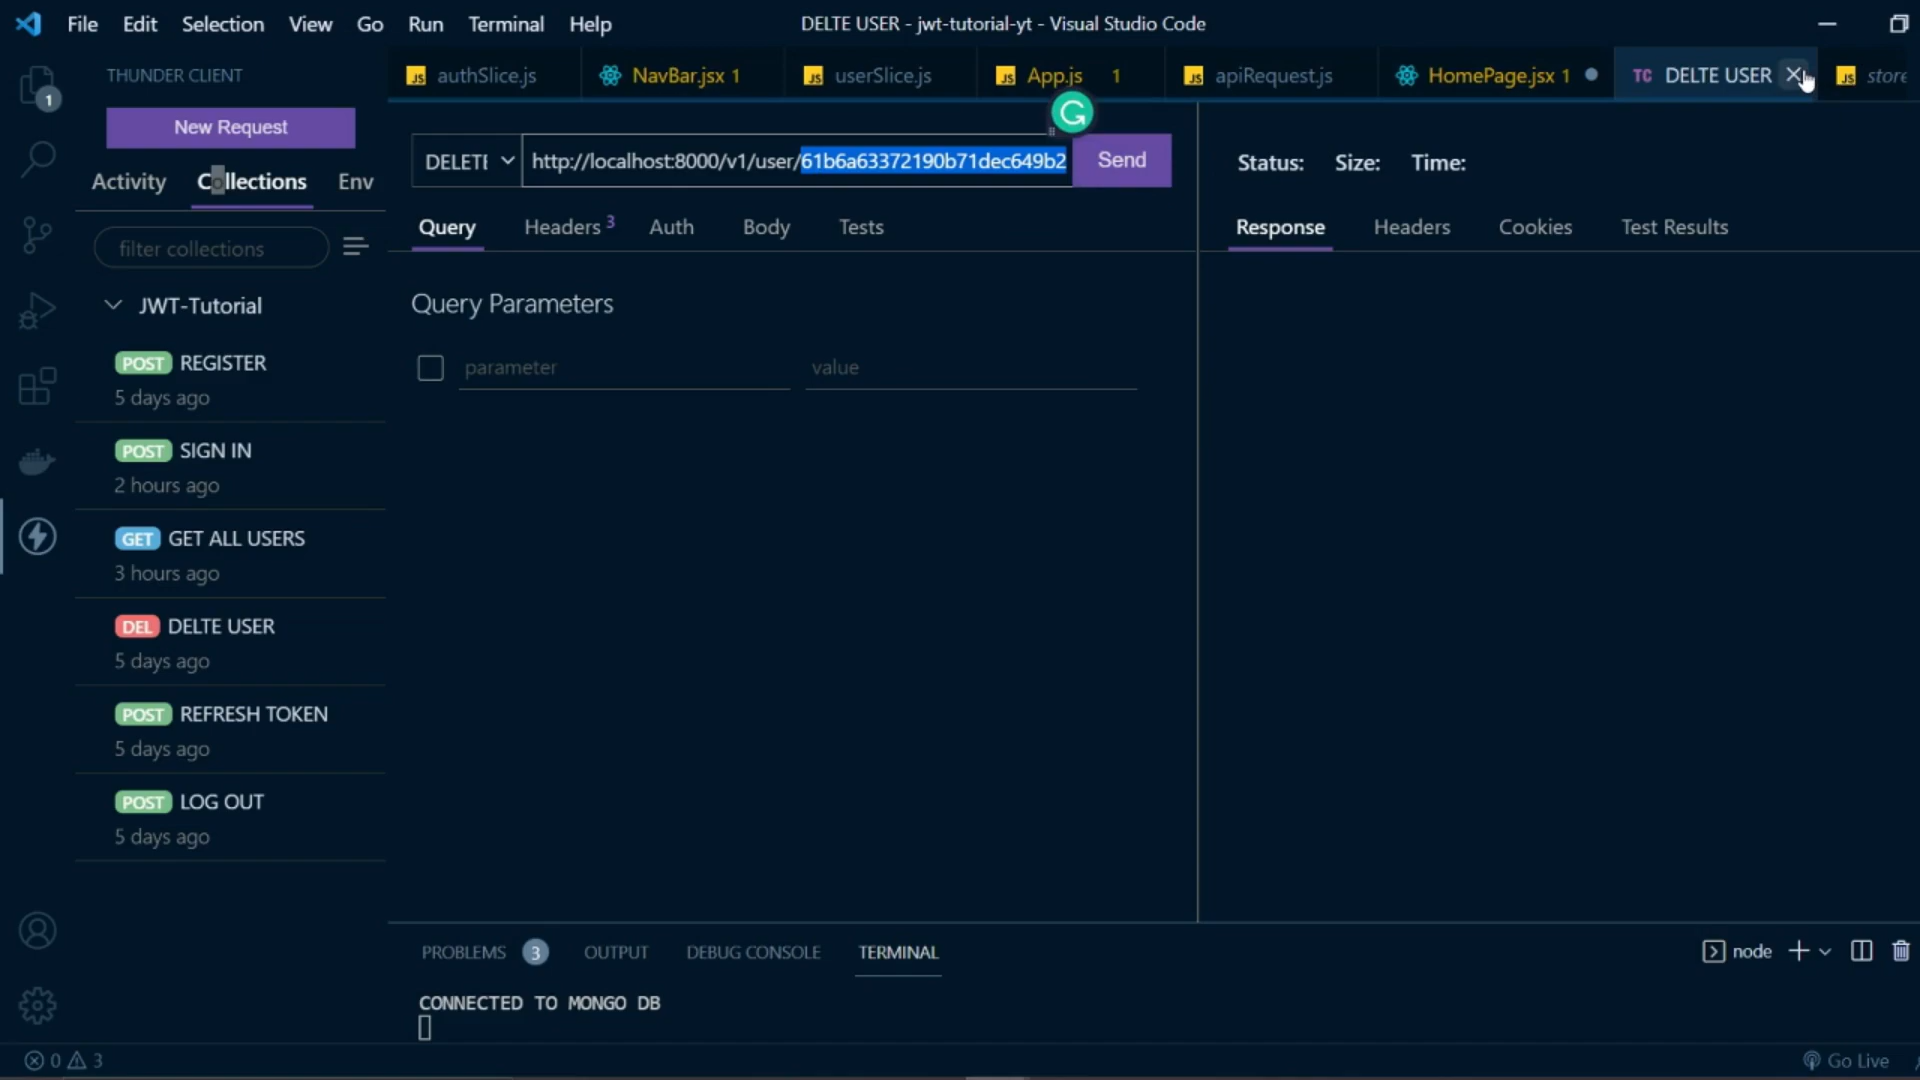 File Edit Selection View Go Run Terminal Help
DELTE USER - jwt-tutorial-yt - Visual Studio Code
THUNDER CLIENT
JS authSlice.js
NavBar.jsx 1
JS userSlice.js
JS App.js 1
JS apiRequest.js
HomePage.jsx 1
TC DELTE USER
JS store
1
New Request
Activity Collections Env
filter collections
JWT-Tutorial
POST REGISTER
5 days ago
POST SIGN IN
2 hours ago
GET GET ALL USERS
3 hours ago
DEL DELTE USER
5 days ago
POST REFRESH TOKEN
5 days ago
POST LOG OUT
5 days ago
DELETE http://localhost:8000/v1/user/61b6a63372190b71dec649b2 Send
Query Headers 3 Auth Body Tests
Query Parameters
parameter value
Status: Size: Time:
Response Headers Cookies Test Results
PROBLEMS 3 OUTPUT DEBUG CONSOLE TERMINAL
node
CONNECTED TO MONGO DB
0 3
Go Live